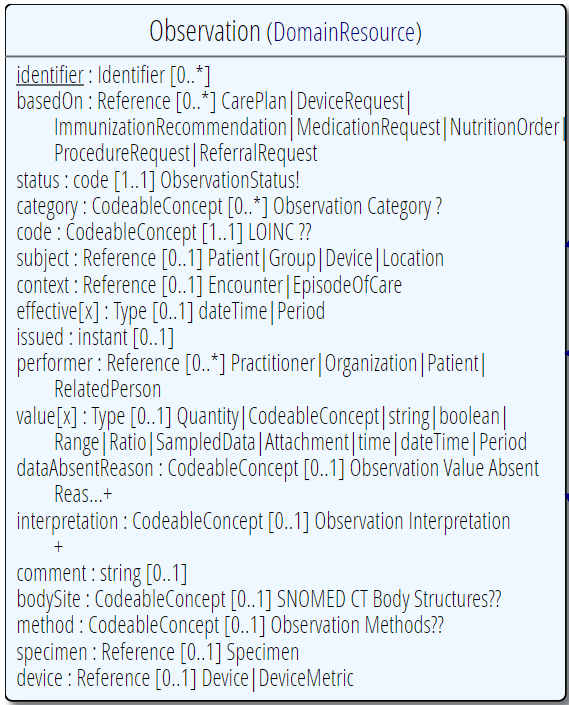 Observation (DomainResource)
identifier : Identifier [0..*]
basedOn : Reference [0..*] CarePlan|DeviceRequest|
ImmunizationRecommendation|MedicationRequest|NutritionOrder|
ProcedureRequest|ReferralRequest
status : code [1..1] ObservationStatus!
category : CodeableConcept [0..*] Observation Category ?
code : CodeableConcept [1..1] LOINC ??
subject : Reference [0..1] Patient|Group|Device|Location
context : Reference [0..1] Encounter|EpisodeOfCare
effective[x] : Type [0..1] dateTime|Period
issued : instant [0..1]
performer : Reference [0..*] Practitioner|Organization|Patient|
RelatedPerson
value[x] : Type [0..1] Quantity|CodeableConcept|string|boolean|
Range|Ratio|SampledData|Attachment|time|dateTime|Period
dataAbsentReason : CodeableConcept [0..1] Observation Value Absent
Reas...+
interpretation : CodeableConcept [0..1] Observation Interpretation
+
comment : string [0..1]
bodySite : CodeableConcept [0..1] SNOMED CT Body Structures??
method : CodeableConcept [0..1] Observation Methods??
specimen : Reference [0..1] Specimen
device : Reference [0..1] Device|DeviceMetric